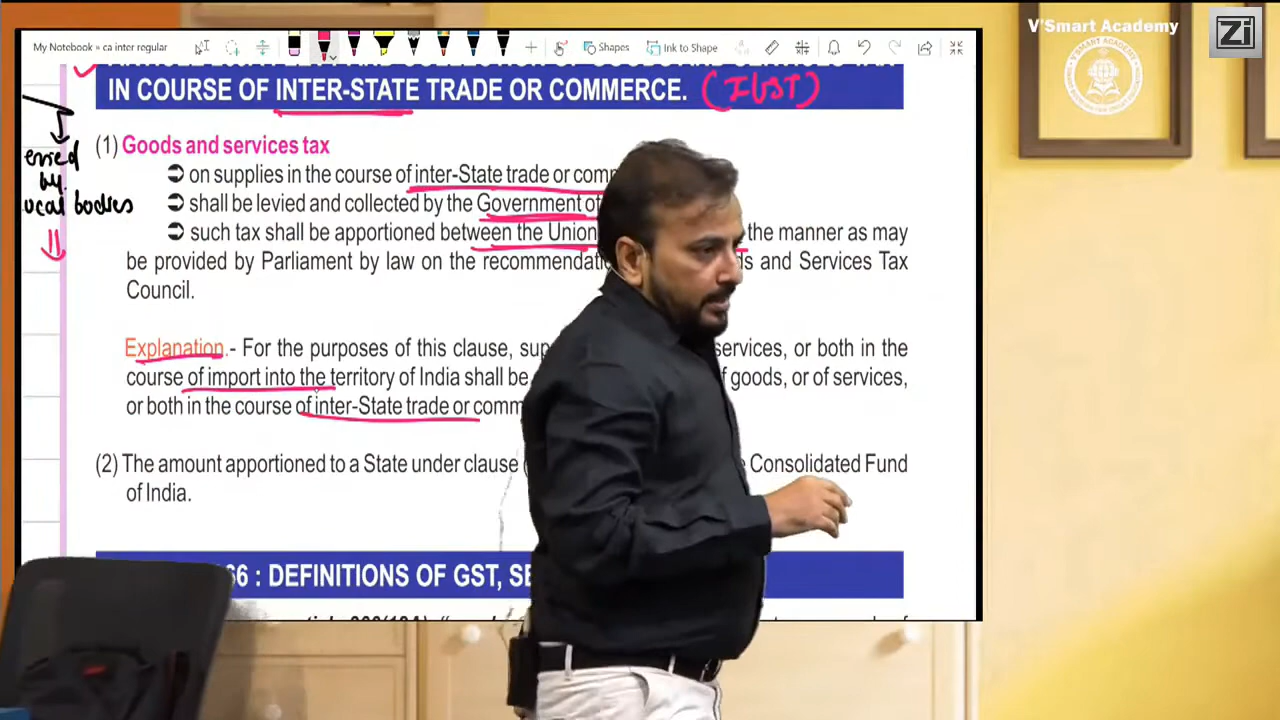 V'Smart Academy
Zi
My Notebook » ca inter regular
Shapes
Ink to Shape
IN COURSE OF INTER-STATE TRADE OR COMMERCE. (IGST)
(1) Goods and services tax
➲ on supplies in the course of inter-State trade or comm
➲ shall be levied and collected by the Government of
➲ such tax shall be apportioned between the Union the manner as may
be provided by Parliament by law on the recommendatio and Services Tax
Council.
Explanation.- For the purposes of this clause, sup services, or both in the
course of import into the territory of India shall be f goods, or of services,
or both in the course of inter-State trade or comm
(2) The amount apportioned to a State under clause ( Consolidated Fund
of India.
66 : DEFINITIONS OF GST, SE
by
bodies